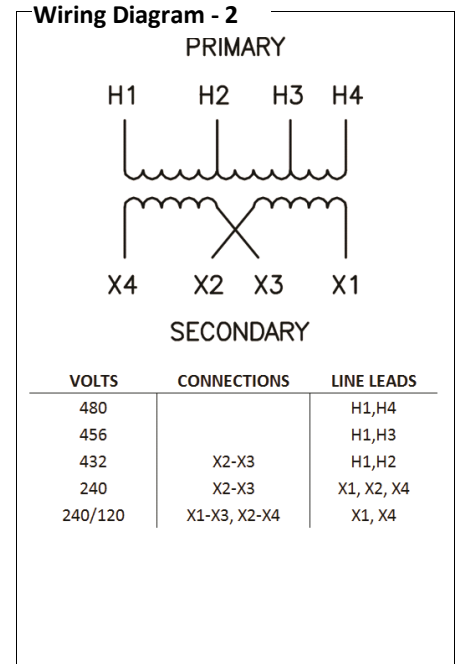 Wiring Diagram - 2
PRIMARY
H1 H2 H3 H4
X4 X2 X3 X1
SECONDARY
VOLTS CONNECTIONS LINE LEADS
480 H1,H4
456 H1,H3
432 X2-X3 H1,H2
240 X2-X3 X1, X2, X4
240/120 X1-X3, X2-X4 X1, X4